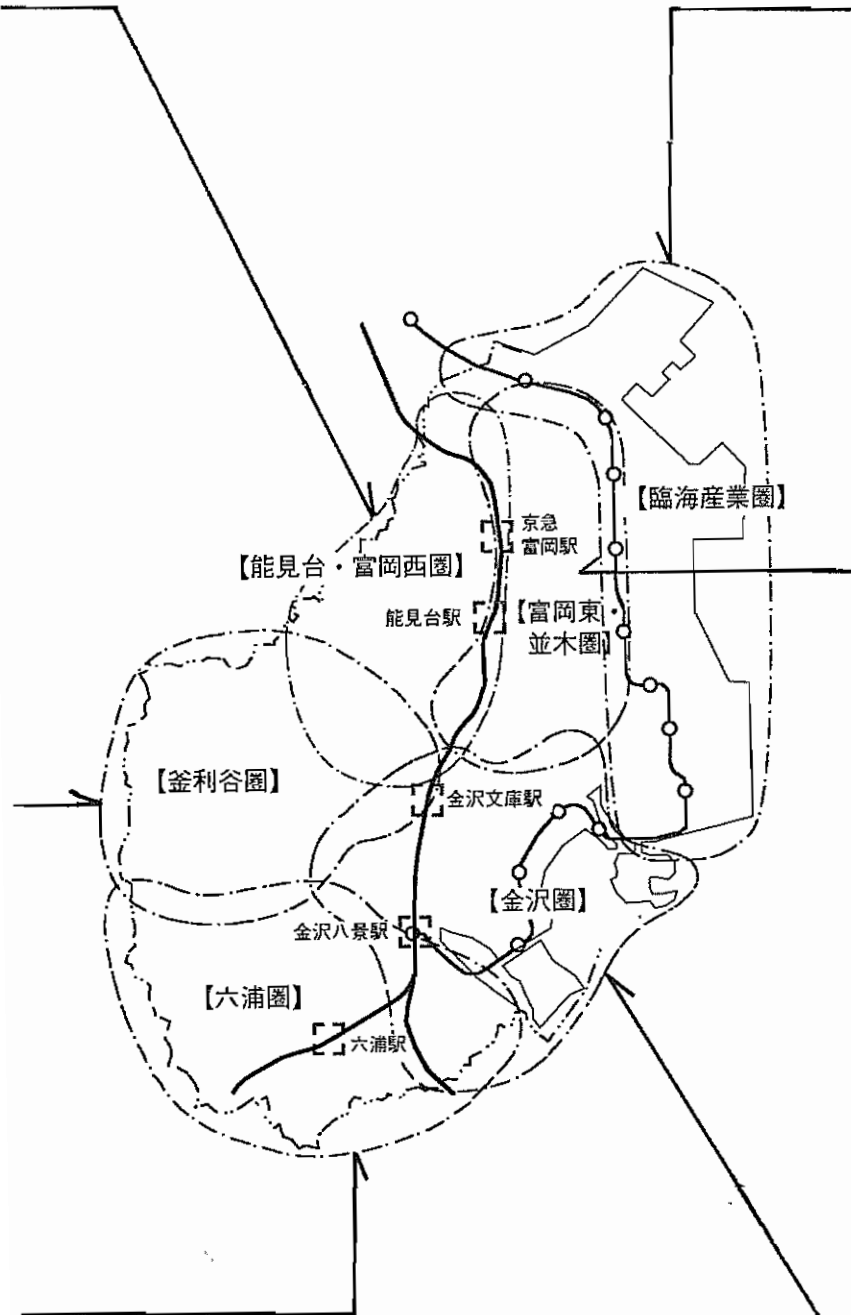 【臨海産業圏】
京急
富岡駅
【能見台・富岡西圏】
能見台駅
【富岡東・
並木圏】
【釜利谷圏】
金沢文庫駅
【金沢圏】
金沢八景駅
【六浦圏】
六浦駅